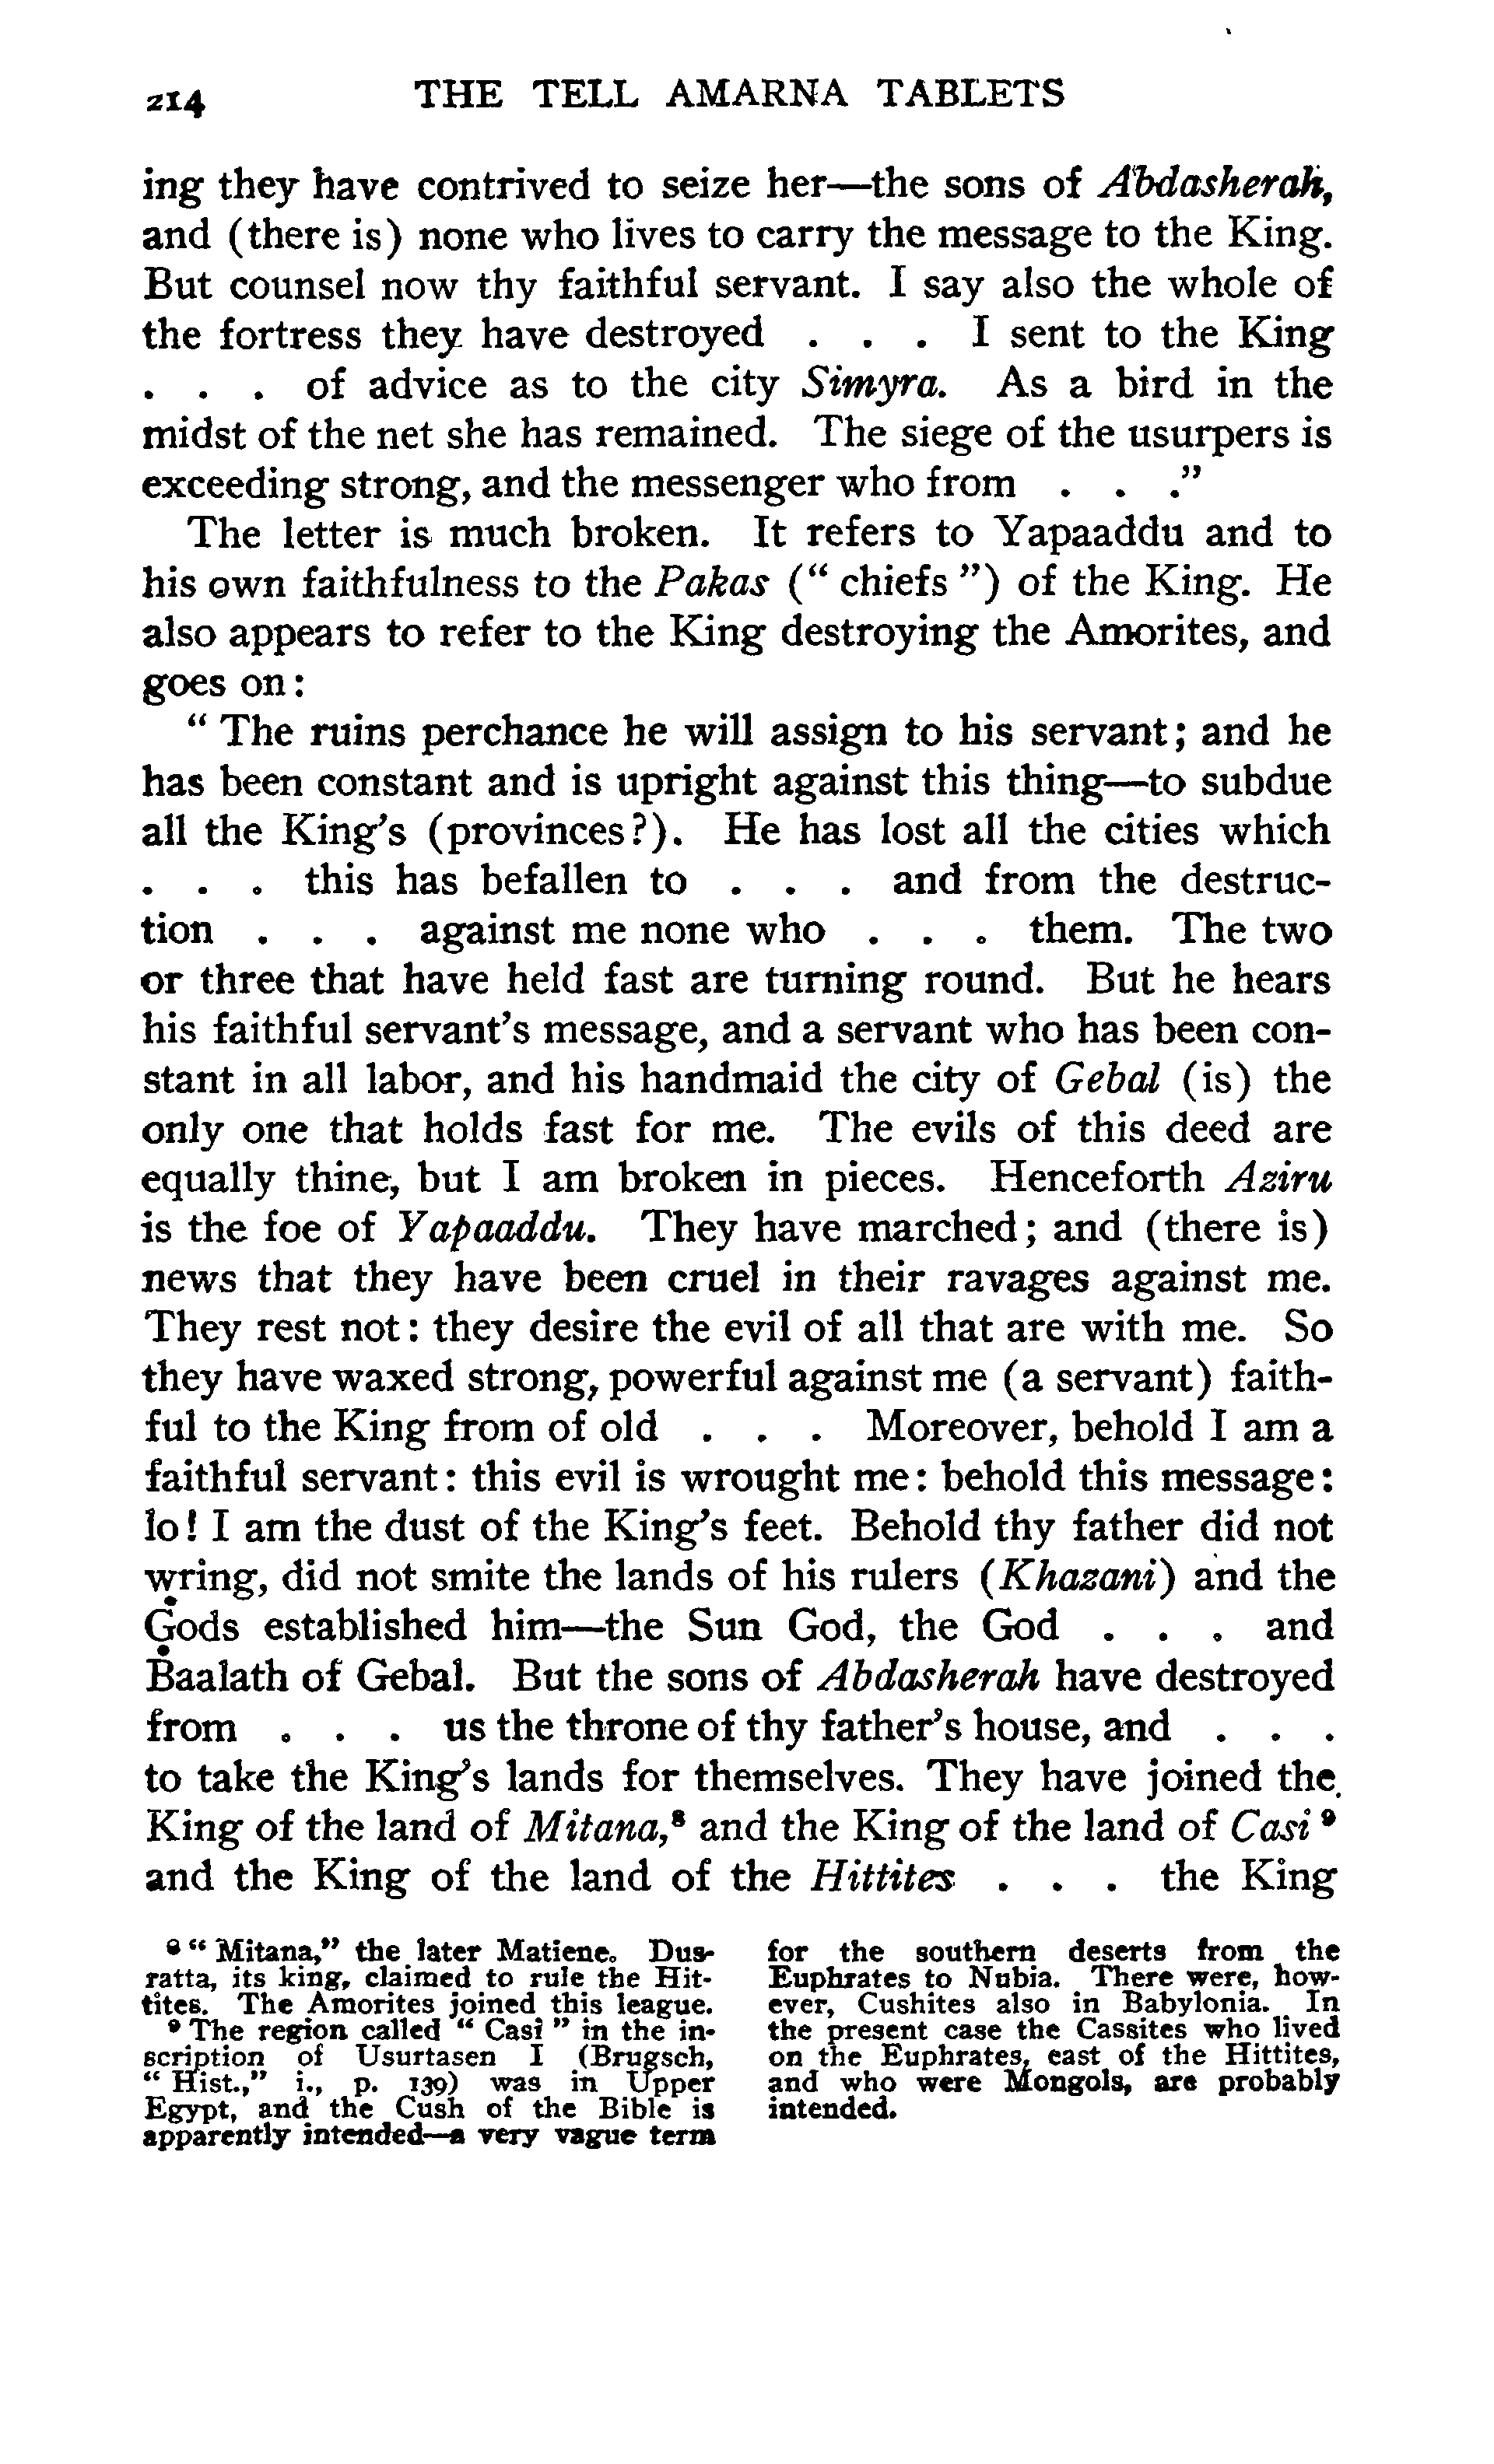 214 THE TELL AMARNA TABLETS
ing they have contrived to seize her—the sons of Abdasherah,
and (there is) none who lives to carry the message to the King.
But counsel now thy faithful servant. I say also the whole of
the fortress they have destroyed . . . I sent to the King
. . . of advice as to the city Simyra. As a bird in the
midst of the net she has remained. The siege of the usurpers is
exceeding strong, and the messenger who from . . ."
The letter is much broken. It refers to Yapaaddu and to
his own faithfulness to the Pakas (" chiefs ") of the King. He
also appears to refer to the King destroying the Amorites, and
goes on:
" The ruins perchance he will assign to his servant; and he
has been constant and is upright against this thing—to subdue
all the King's (provinces?). He has lost all the cities which
. . . this has befallen to . . . and from the destruc-
tion . . . against me none who . . . them. The two
or three that have held fast are turning round. But he hears
his faithful servant's message, and a servant who has been con-
stant in all labor, and his handmaid the city of Gebal (is) the
only one that holds fast for me. The evils of this deed are
equally thine, but I am broken in pieces. Henceforth Aziru
is the foe of Yapaaddu. They have marched; and (there is)
news that they have been cruel in their ravages against me.
They rest not: they desire the evil of all that are with me. So
they have waxed strong, powerful against me (a servant) faith-
ful to the King from of old . . . Moreover, behold I am a
faithful servant: this evil is wrought me: behold this message:
lo! I am the dust of the King's feet. Behold thy father did not
wring, did not smite the lands of his rulers (Khazani) and the
Gods established him—the Sun God, the God . . . and
Baalath of Gebal. But the sons of Abdasherah have destroyed
from . . . us the throne of thy father's house, and . . .
to take the King's lands for themselves. They have joined the
King of the land of Mitana,⁸ and the King of the land of Casi ⁹
and the King of the land of the Hittites . . . the King
⁸ " Mitana," the later Matiene. Dus-
ratta, its king, claimed to rule the Hit-
tites. The Amorites joined this league.
⁹ The region called " Casi " in the in-
scription of Usurtasen I (Brugsch,
" Hist.," i., p. 139) was in Upper
Egypt, and the Cush of the Bible is
apparently intended—a very vague term
for the southern deserts from the
Euphrates to Nubia. There were, how-
ever, Cushites also in Babylonia. In
the present case the Cassites who lived
on the Euphrates, east of the Hittites,
and who were Mongols, are probably
intended.